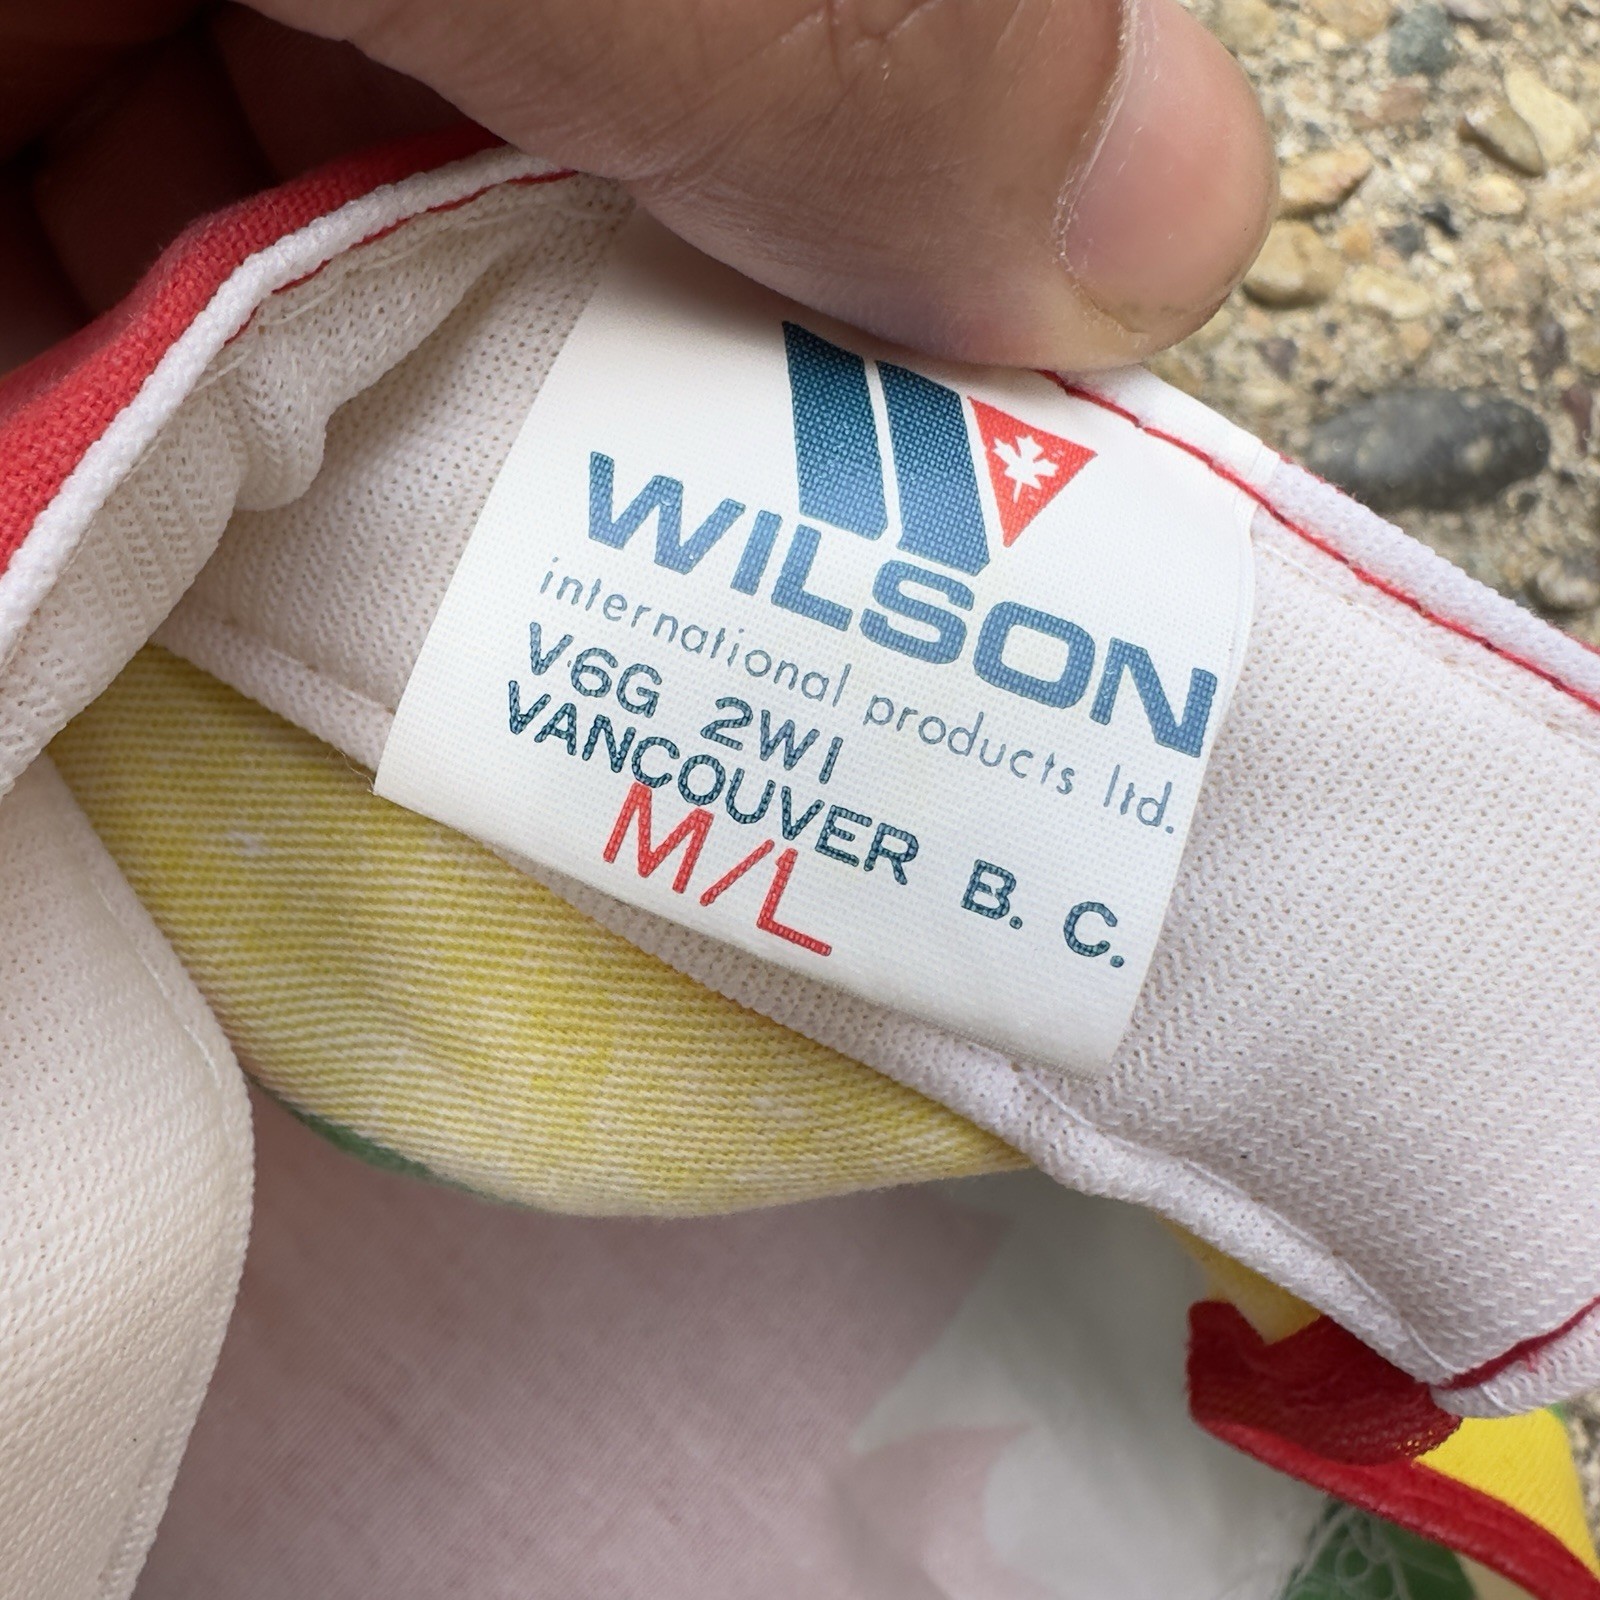 WILSON
international products ltd.
V6G 2W1
VANCOUVER B. C.
M/L